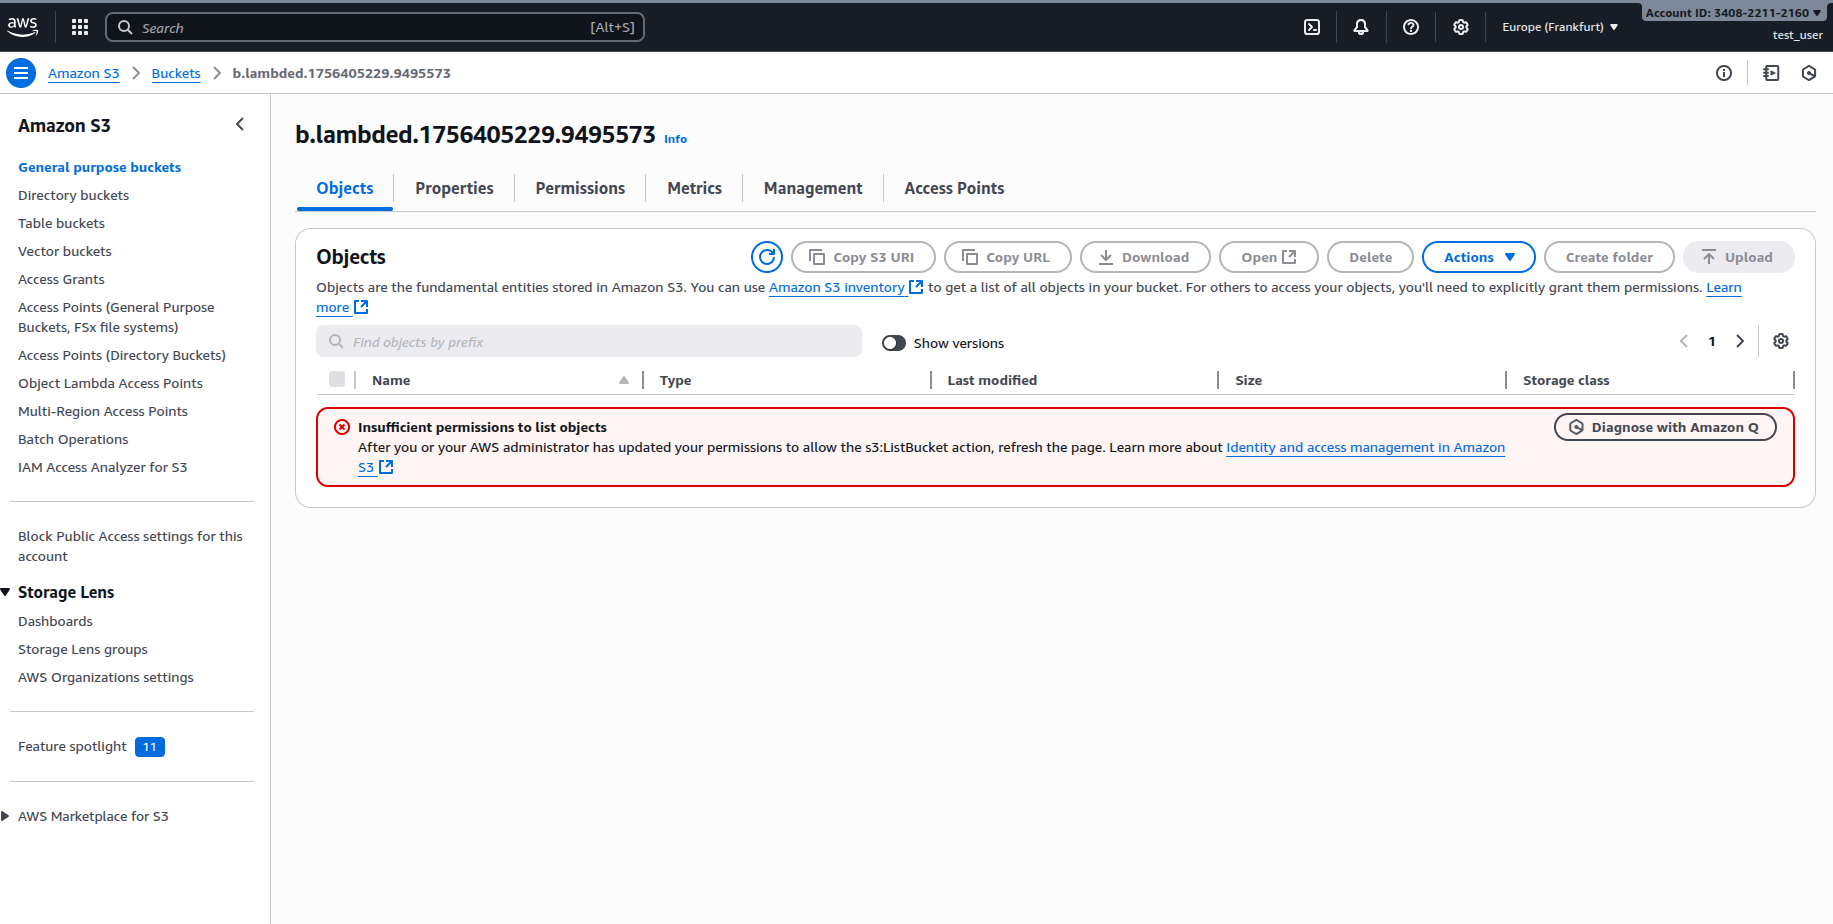 aws
Search
[Alt+S]
Europe (Frankfurt)
Account ID: 3408-2211-2160
test_user
Amazon S3
Buckets
b.lambded.1756405229.9495573
Amazon S3
General purpose buckets
Directory buckets
Table buckets
Vector buckets
Access Grants
Access Points (General Purpose
Buckets, FSx file systems)
Access Points (Directory Buckets)
Object Lambda Access Points
Multi-Region Access Points
Batch Operations
IAM Access Analyzer for S3
Block Public Access settings for this
account
Storage Lens
Dashboards
Storage Lens groups
AWS Organizations settings
Feature spotlight 11
AWS Marketplace for S3
b.lambded.1756405229.9495573 Info
Objects Properties Permissions Metrics Management Access Points
Objects
Copy S3 URI Copy URL Download Open Delete Actions Create folder Upload
Objects are the fundamental entities stored in Amazon S3. You can use Amazon S3 inventory to get a list of all objects in your bucket. For others to access your objects, you'll need to explicitly grant them permissions. Learn
more
Find objects by prefix
Show versions
1
Name Type Last modified Size Storage class
Insufficient permissions to list objects
After you or your AWS administrator has updated your permissions to allow the s3:ListBucket action, refresh the page. Learn more about Identity and access management in Amazon
S3
Diagnose with Amazon Q